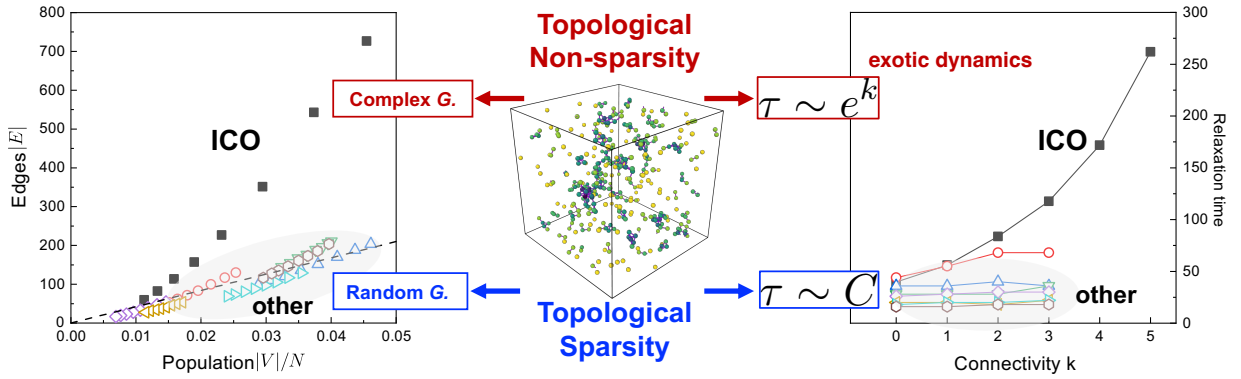 800
700
600
500
400
300
200
100
0
Edges|E|
0.00 0.01 0.02 0.03 0.04 0.05
Population|V|/N
ICO
other
Complex G.
Random G.
Topological
Non-sparsity
Topological
Sparsity
τ ∼ e^k
τ ∼ C
exotic dynamics
ICO
other
300
250
200
150
100
50
0
Relaxation time
0 1 2 3 4 5
Connectivity k